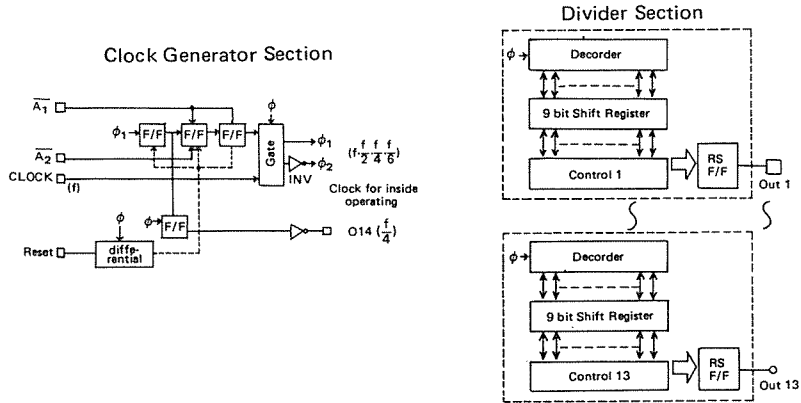 Clock Generator Section
A̅₁
ϕ
ϕ₁
F/F
F/F
F/F
Gate
ϕ₁
A̅₂
ϕ₂
(f·f/2 f/4 f/6)
CLOCK
(f)
INV
Clock for inside
operating
ϕ
F/F
O14 (f/4)
ϕ
Reset
diffe-
rential
Divider Section
ϕ
Decorder
9 bit Shift Register
Control 1
RS
F/F
Out 1
ϕ
Decorder
9 bit Shift Register
Control 13
RS
F/F
Out 13